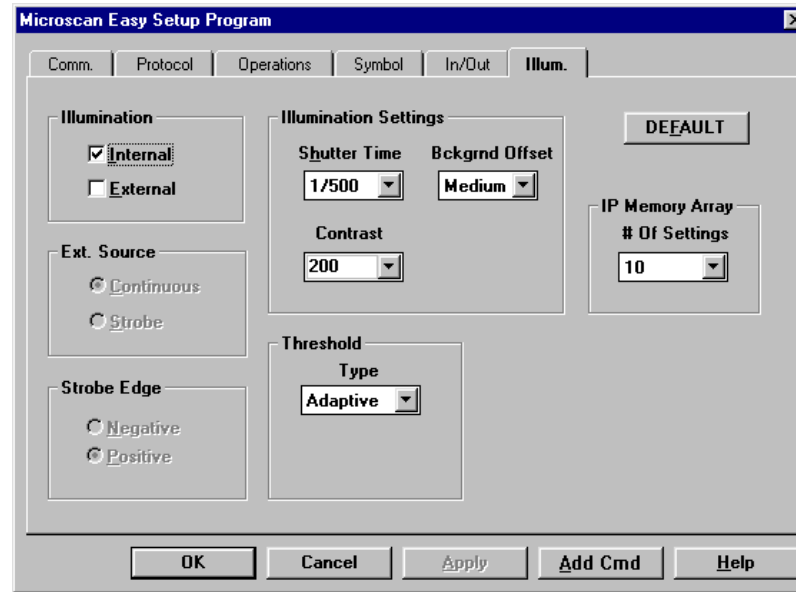 Microscan Easy Setup Program
Comm. Protocol Operations Symbol In/Out Illum.
Illumination
Internal
External
Ext. Source
Continuous
Strobe
Strobe Edge
Negative
Positive
Illumination Settings
Shutter Time Bckgrnd Offset
1/500 Medium
Contrast
200
Threshold
Type
Adaptive
DEFAULT
IP Memory Array
# Of Settings
10
OK Cancel Apply Add Cmd Help